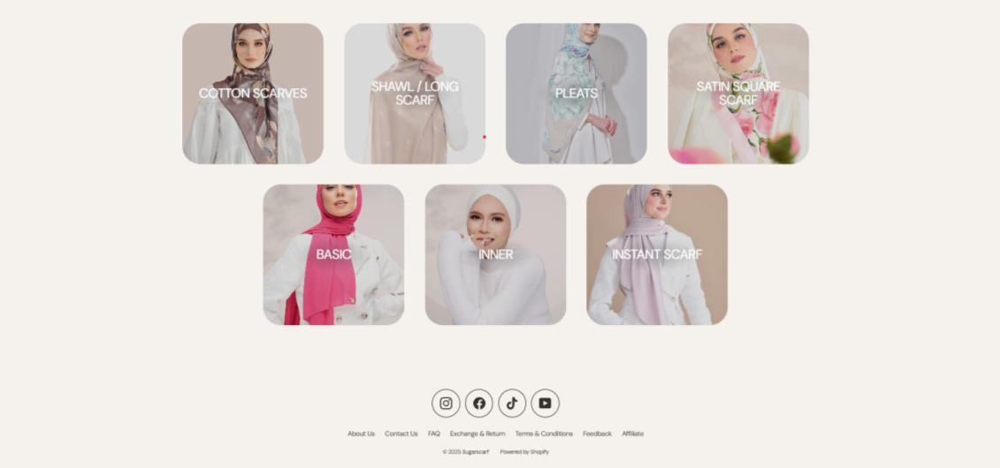 COTTON SCARVES
SHAWL / LONG
SCARF
PLEATS
SATIN SQUARE
SCARF
BASIC
INNER
INSTANT SCARF
About Us Contact Us FAQ Exchange & Return Terms & Conditions Feedback Affiliate
© 2025 Sugarscarf Powered by Shopify